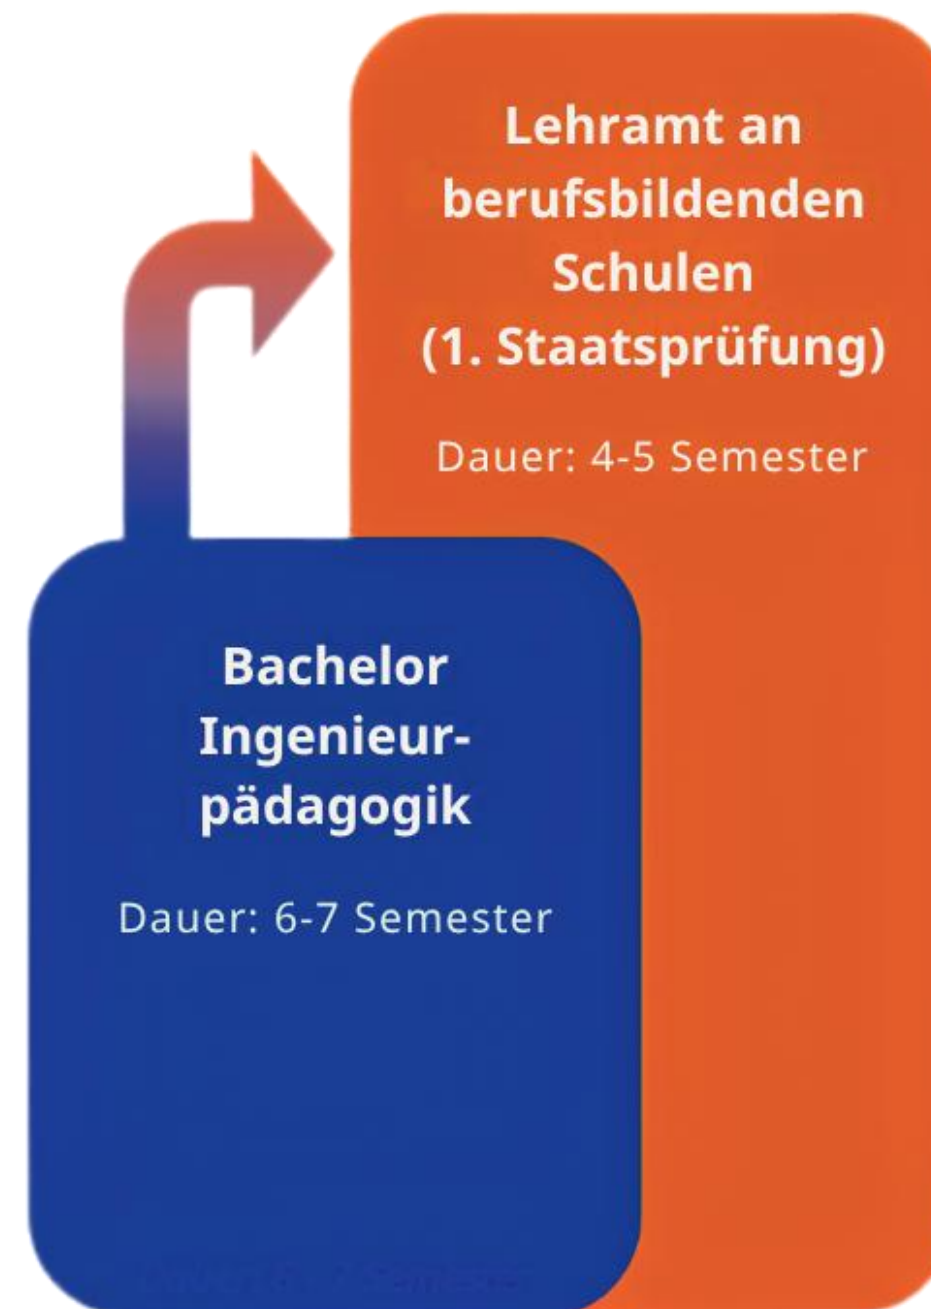 Lehramt an
berufsbildenden
Schulen
(1. Staatsprüfung)
Dauer: 4-5 Semester
Bachelor
Ingenieur-
pädagogik
Dauer: 6-7 Semester